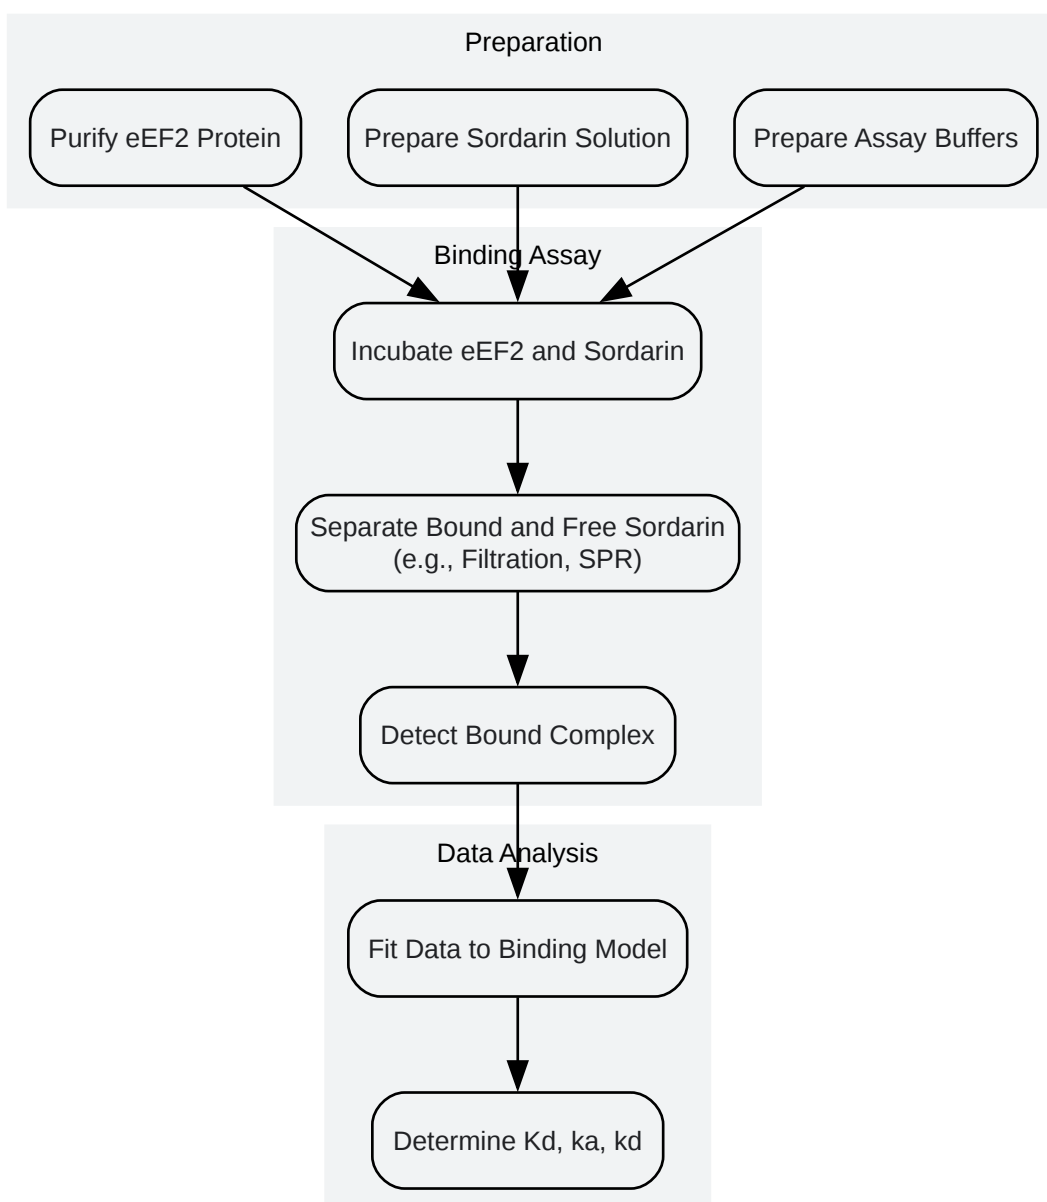 Preparation
Purify eEF2 Protein
Prepare Sordarin Solution
Prepare Assay Buffers
Binding Assay
Incubate eEF2 and Sordarin
Separate Bound and Free Sordarin
(e.g., Filtration, SPR)
Detect Bound Complex
Data Analysis
Fit Data to Binding Model
Determine Kd, ka, kd